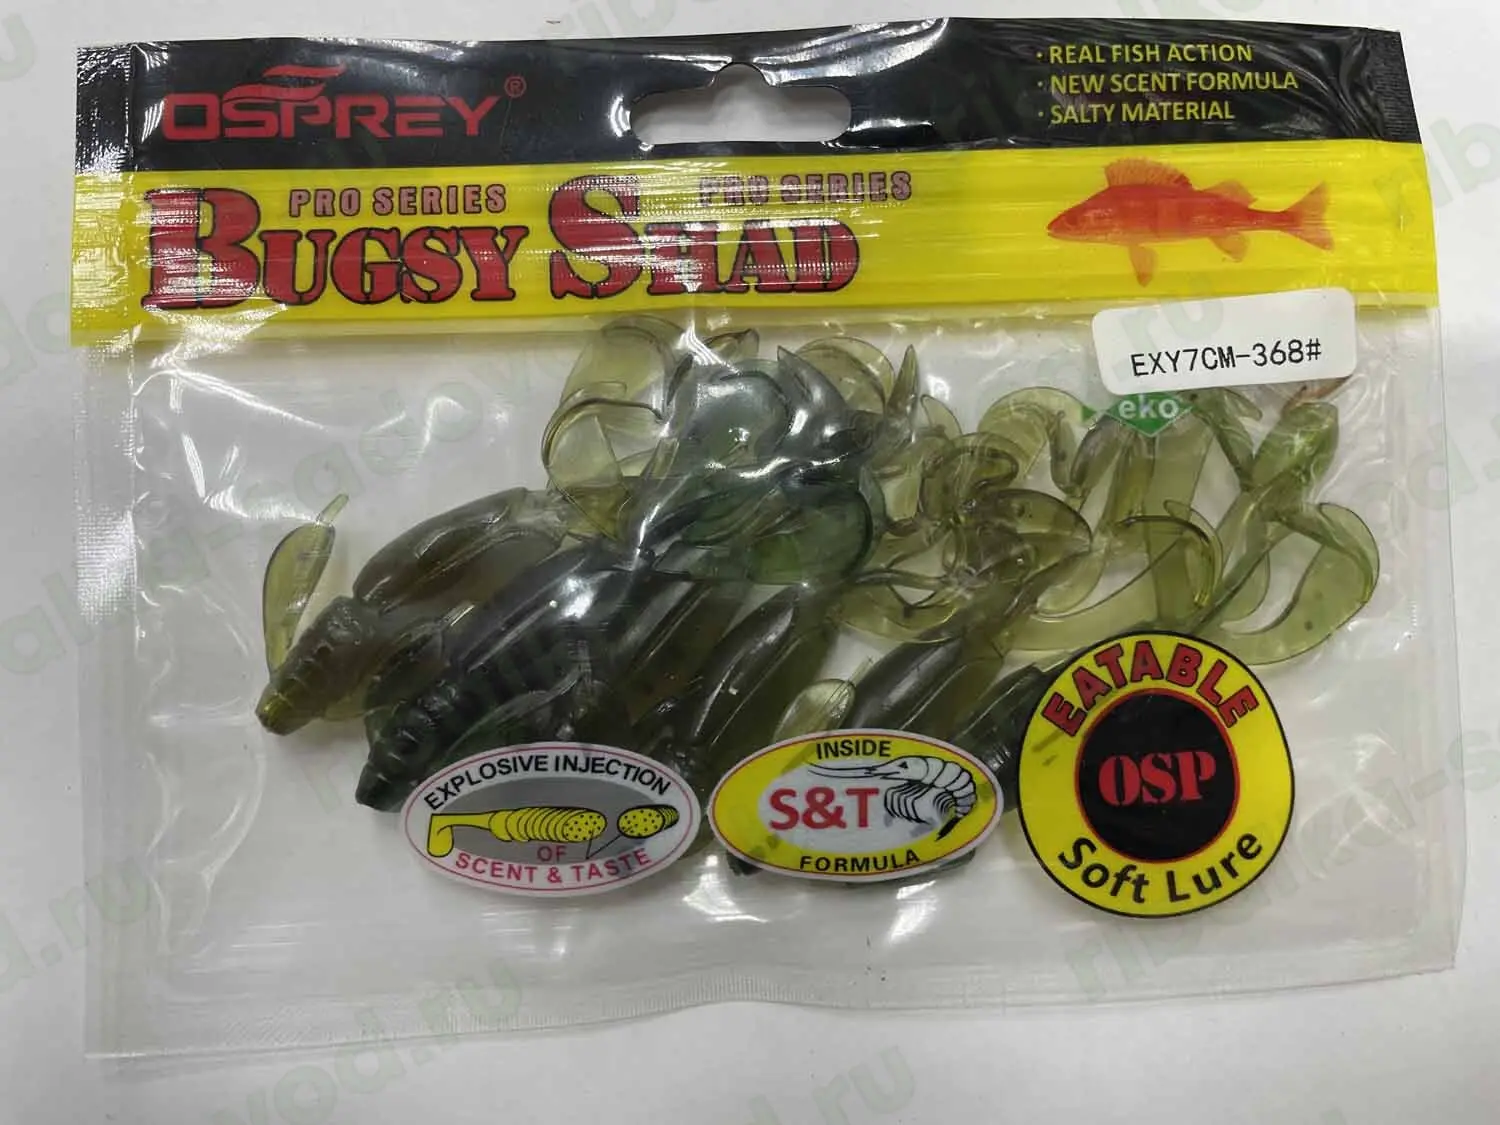 OSPREY®
· REAL FISH ACTION
· NEW SCENT FORMULA
· SALTY MATERIAL
PRO SERIES PRO SERIES
BUGSY SHAD
EXY7CM-368#
eko
EXPLOSIVE INJECTION
OF
SCENT & TASTE
INSIDE
S&T
FORMULA
EATABLE
OSP
Soft Lure